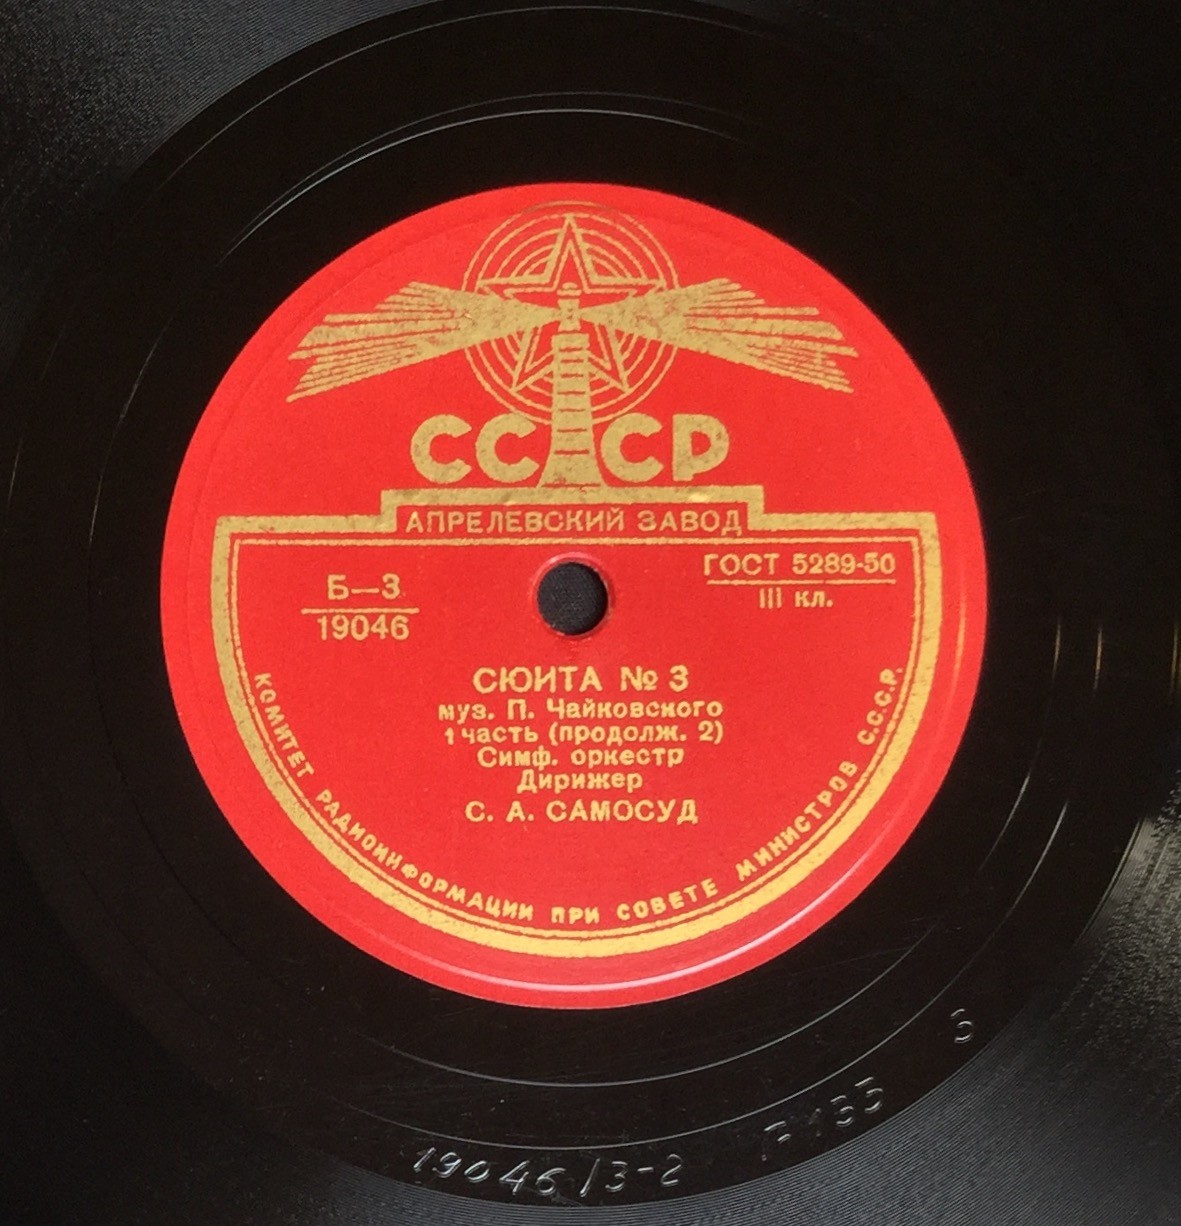 СССР
АПРЕЛЕВСКИЙ ЗАВОД
Б—3
19046
ГОСТ 5289-50
III кл.
СЮИТА № 3
муз. П. Чайковского
1 часть (продолж. 2)
Симф. оркестр
Дирижер
С. А. САМОСУД
КОМИТЕТ РАДИОИНФОРМАЦИИ ПРИ СОВЕТЕ МИНИСТРОВ С.С.С.Р.
19046/3-2